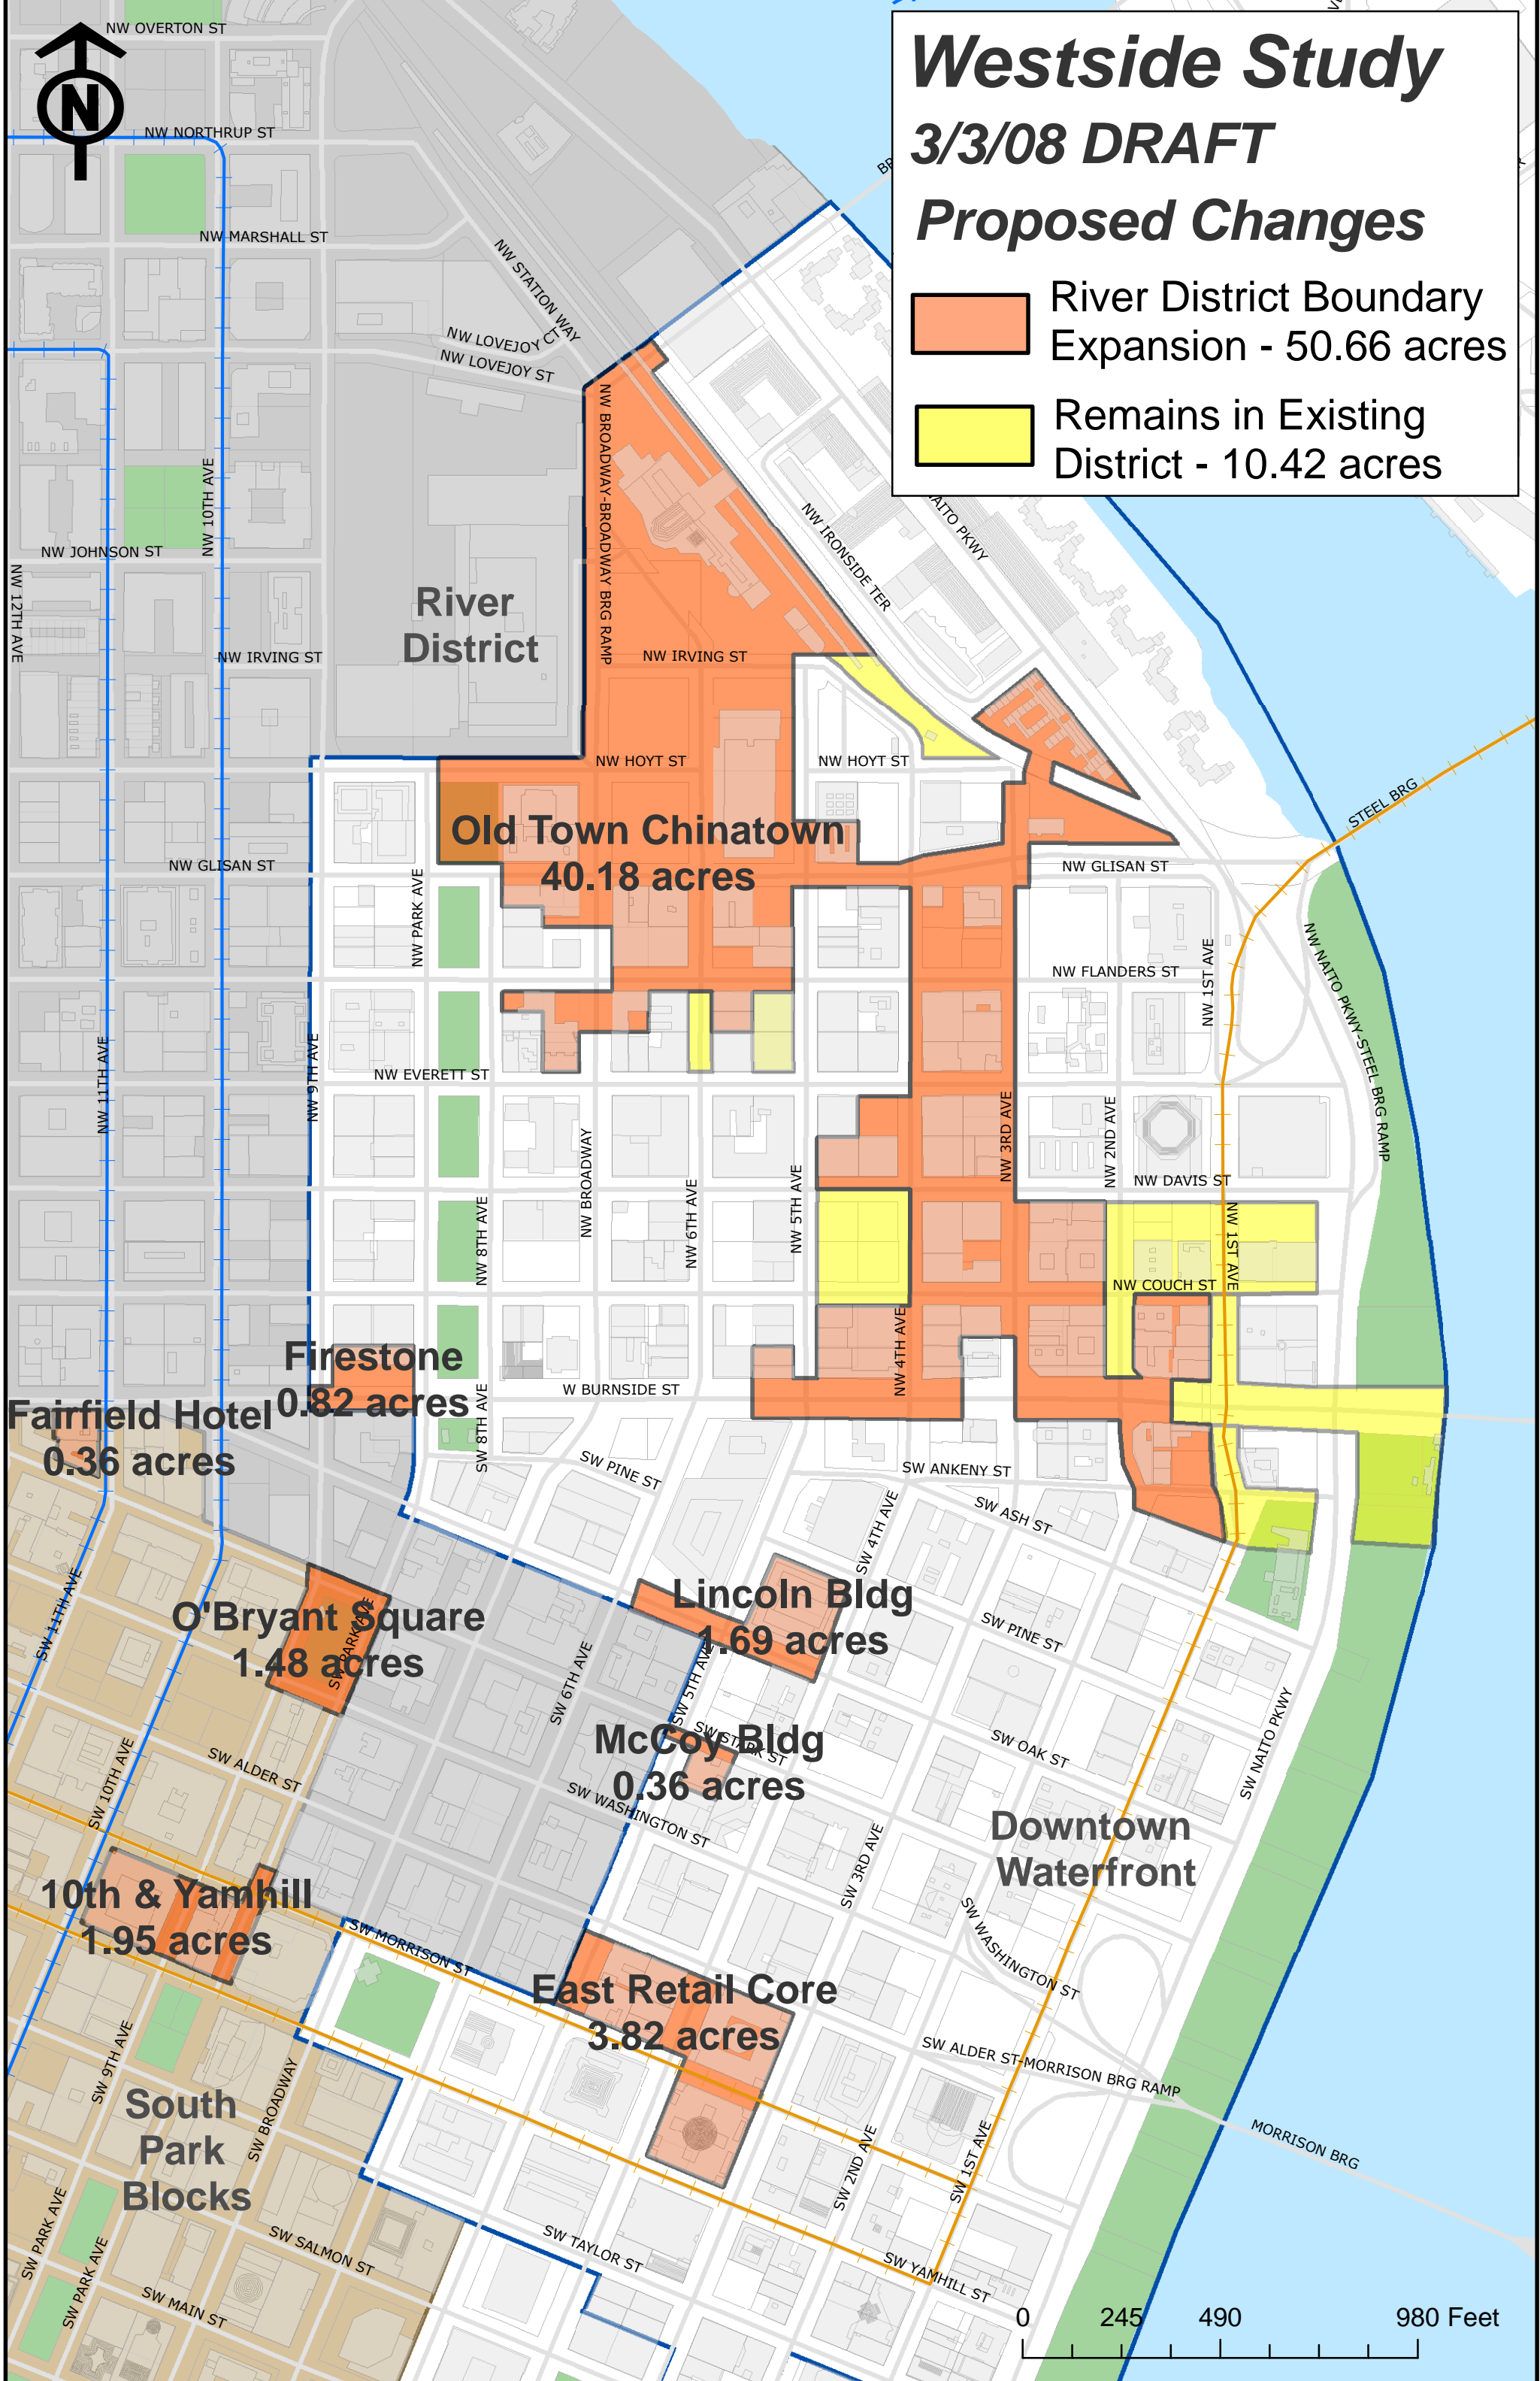 Westside Study
3/3/08 DRAFT
Proposed Changes
River District Boundary
Expansion - 50.66 acres
Remains in Existing
District - 10.42 acres
N
NW OVERTON ST
NW NORTHRUP ST
NW MARSHALL ST
NW STATION WAY
NW LOVEJOY CT
NW LOVEJOY ST
NW BROADWAY-BROADWAY BRG RAMP
NW 10TH AVE
NW JOHNSON ST
NW 12TH AVE
NW IRONSIDE TER
NAITO PKWY
River
District
NW IRVING ST
NW IRVING ST
NW HOYT ST
NW HOYT ST
STEEL BRG
Old Town Chinatown
40.18 acres
NW GLISAN ST
NW GLISAN ST
NW PARK AVE
NW FLANDERS ST
NW 1ST AVE
NW NAITO PKWY-STEEL BRG RAMP
NW 11TH AVE
NW 9TH AVE
NW EVERETT ST
NW 3RD AVE
NW 2ND AVE
NW BROADWAY
NW DAVIS ST
NW 8TH AVE
NW 6TH AVE
NW 5TH AVE
NW 1ST AVE
NW COUCH ST
NW 4TH AVE
Firestone
0.82 acres
W BURNSIDE ST
Fairfield Hotel
0.36 acres
SW 8TH AVE
SW PINE ST
SW ANKENY ST
SW ASH ST
SW 4TH AVE
SW 11TH AVE
O'Bryant Square
1.48 acres
SW PARK AVE
Lincoln Bldg
1.69 acres
SW PINE ST
SW 6TH AVE
SW 5TH AVE
McCoy Bldg
0.36 acres
SW STARK ST
SW OAK ST
SW NAITO PKWY
SW ALDER ST
SW 10TH AVE
SW WASHINGTON ST
Downtown
Waterfront
SW 3RD AVE
10th & Yamhill
1.95 acres
SW MORRISON ST
SW WASHINGTON ST
East Retail Core
3.82 acres
SW 9TH AVE
SW BROADWAY
SW ALDER ST-MORRISON BRG RAMP
MORRISON BRG
South
Park
Blocks
SW 2ND AVE
SW 1ST AVE
SW PARK AVE
SW PARK AVE
SW SALMON ST
SW TAYLOR ST
SW YAMHILL ST
SW MAIN ST
0 245 490 980 Feet